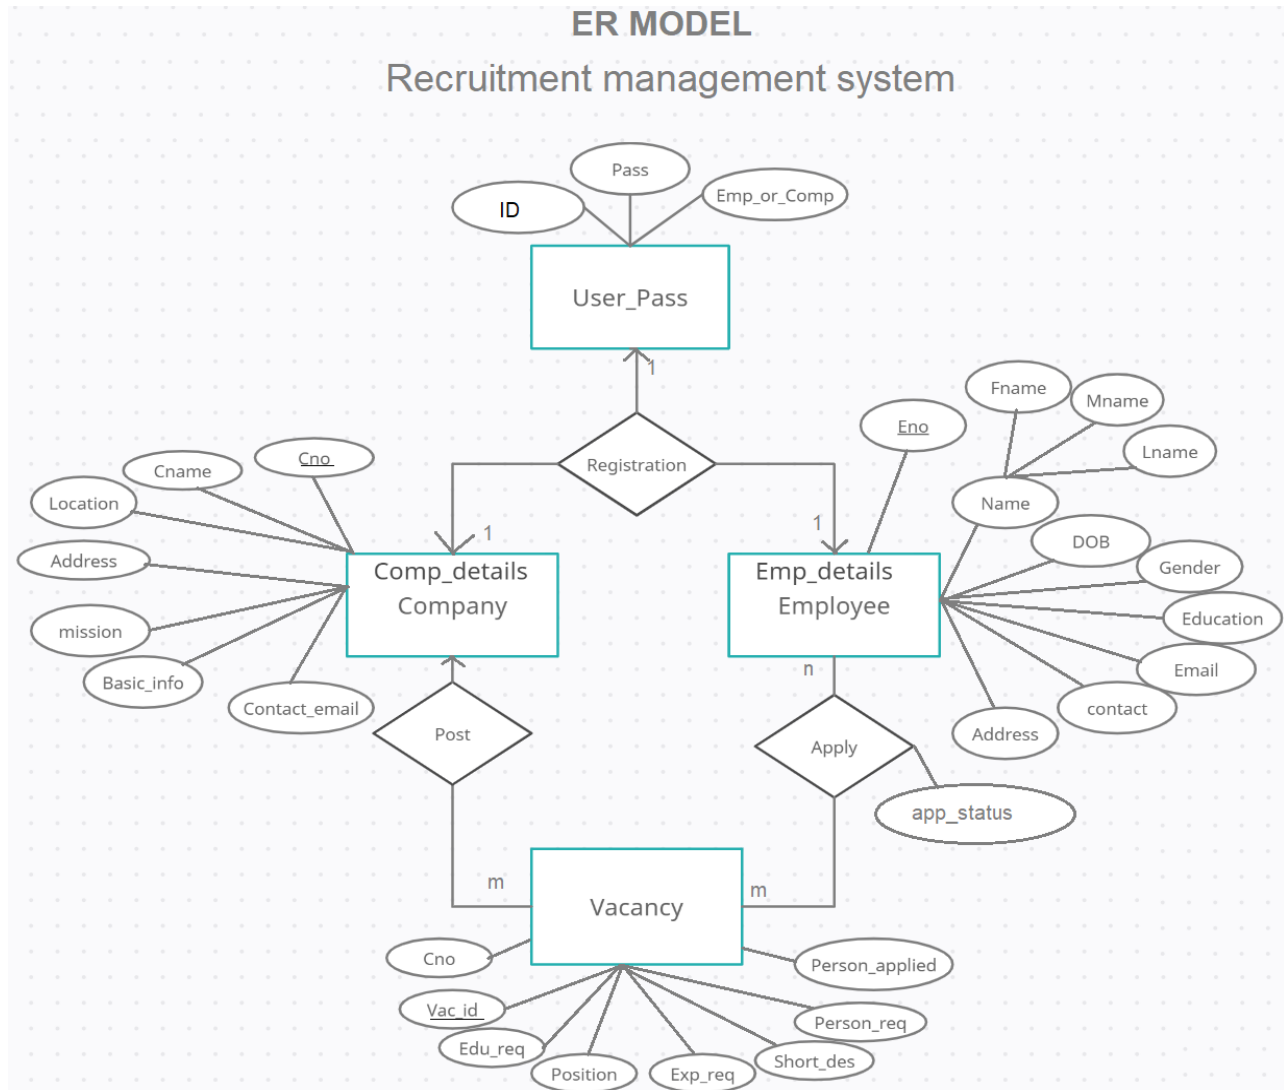 ER MODEL
Recruitment management system
Pass
ID
Emp_or_Comp
User_Pass
1
Fname
Mname
Eno
Lname
Cname
Cno
Registration
Name
Location
1
1
DOB
Address
Comp_details
Company
Emp_details
Employee
Gender
Education
mission
Email
n
Basic_info
Contact_email
contact
Post
Apply
Address
app_status
m
m
Vacancy
Cno
Person_applied
Vac_id
Person_req
Edu_req
Position
Exp_req
Short_des